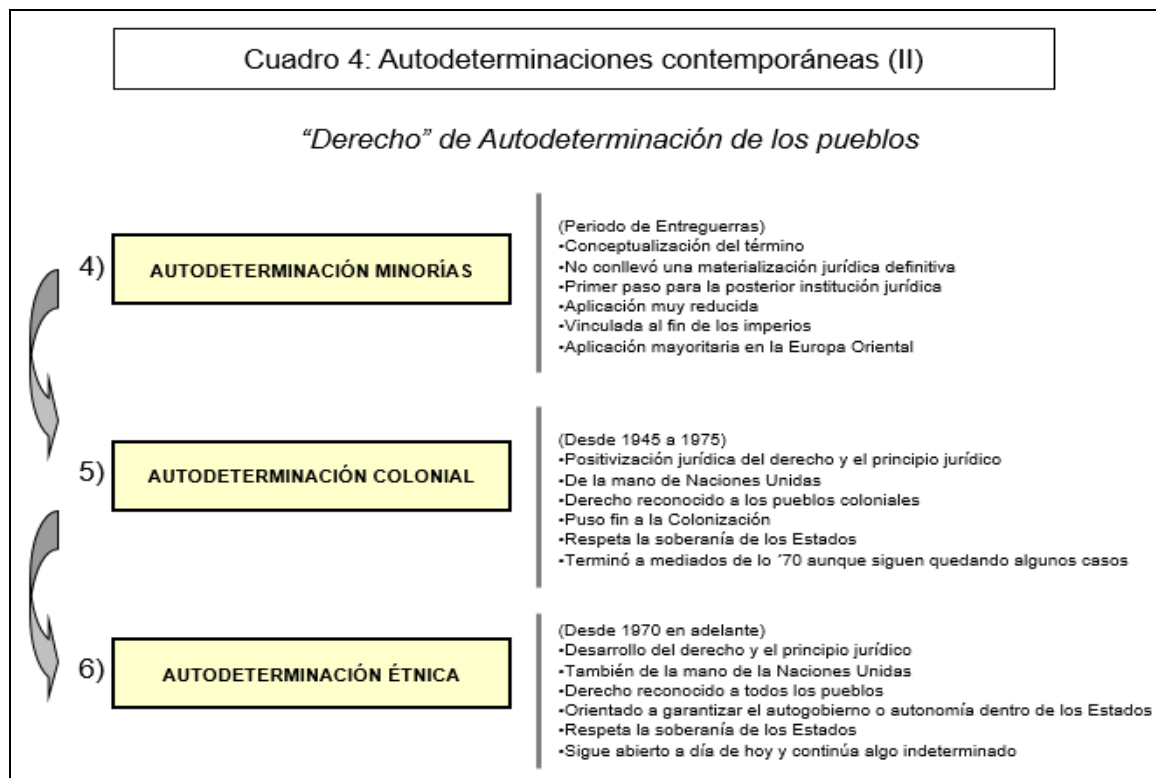 Cuadro 4: Autodeterminaciones contemporáneas (II)
“Derecho” de Autodeterminación de los pueblos
4)
AUTODETERMINACIÓN MINORÍAS
(Periodo de Entreguerras)
-Conceptualización del término
-No conllevó una materialización jurídica definitiva
-Primer paso para la posterior institución jurídica
-Aplicación muy reducida
-Vinculada al fin de los imperios
-Aplicación mayoritaria en la Europa Oriental
5)
AUTODETERMINACIÓN COLONIAL
(Desde 1945 a 1975)
-Positivización jurídica del derecho y el principio jurídico
-De la mano de Naciones Unidas
-Derecho reconocido a los pueblos coloniales
-Puso fin a la Colonización
-Respeta la soberanía de los Estados
-Terminó a mediados de lo ´70 aunque siguen quedando algunos casos
6)
AUTODETERMINACIÓN ÉTNICA
(Desde 1970 en adelante)
-Desarrollo del derecho y el principio jurídico
-También de la mano de la Naciones Unidas
-Derecho reconocido a todos los pueblos
-Orientado a garantizar el autogobierno o autonomía dentro de los Estados
-Respeta la soberanía de los Estados
-Sigue abierto a día de hoy y continúa algo indeterminado